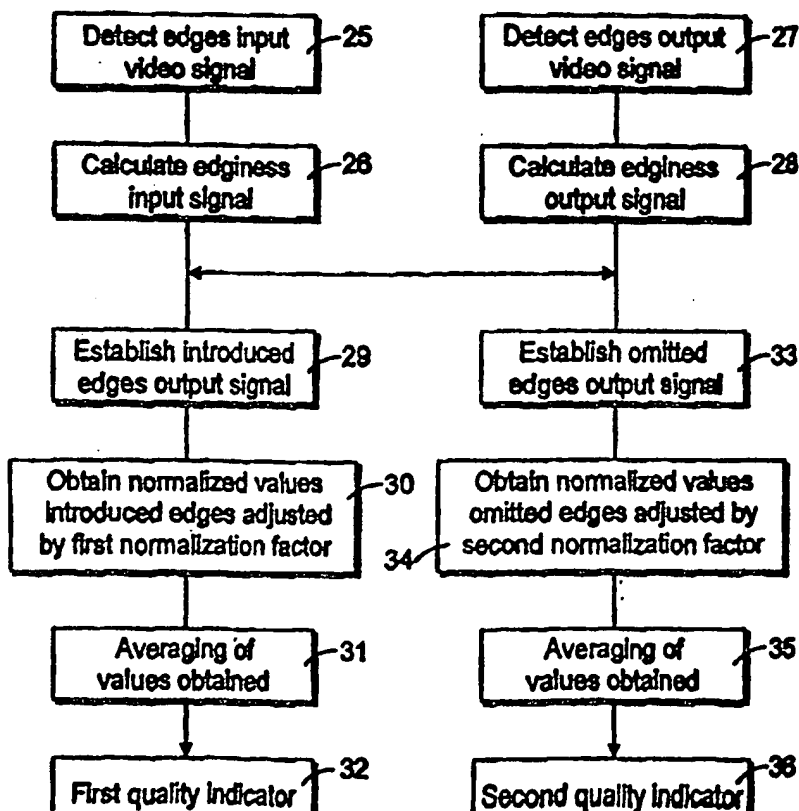 Detect edges input
video signal
25
Detect edges output
video signal
27
Calculate edginess
input signal
26
Calculate edginess
output signal
28
Establish introduced
edges output signal
29
Establish omitted
edges output signal
33
Obtain normalized values
introduced edges adjusted
by first normalization factor
30
Obtain normalized values
omitted edges adjusted by
second normalization factor
34
Averaging of
values obtained
31
Averaging of
values obtained
35
First quality indicator
32
Second quality indicator
36